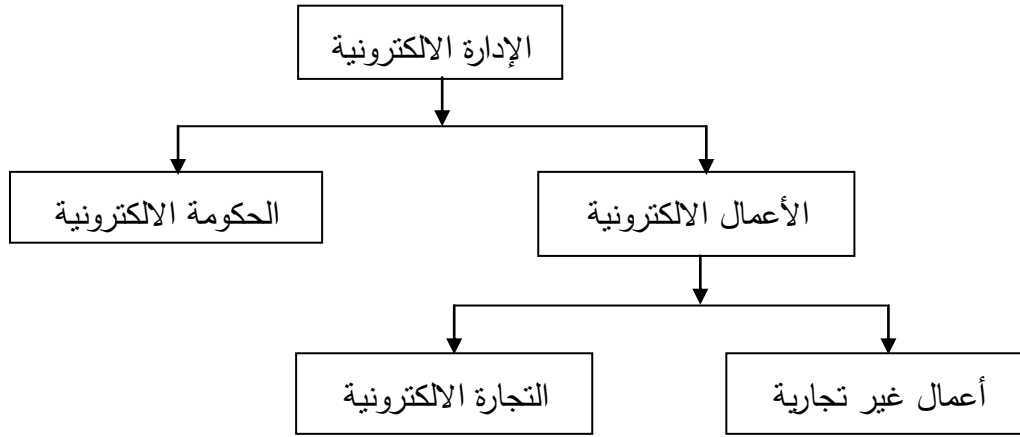 الإدارة الالكترونية
الأعمال الالكترونية
الحكومة الالكترونية
أعمال غير تجارية
التجارة الالكترونية